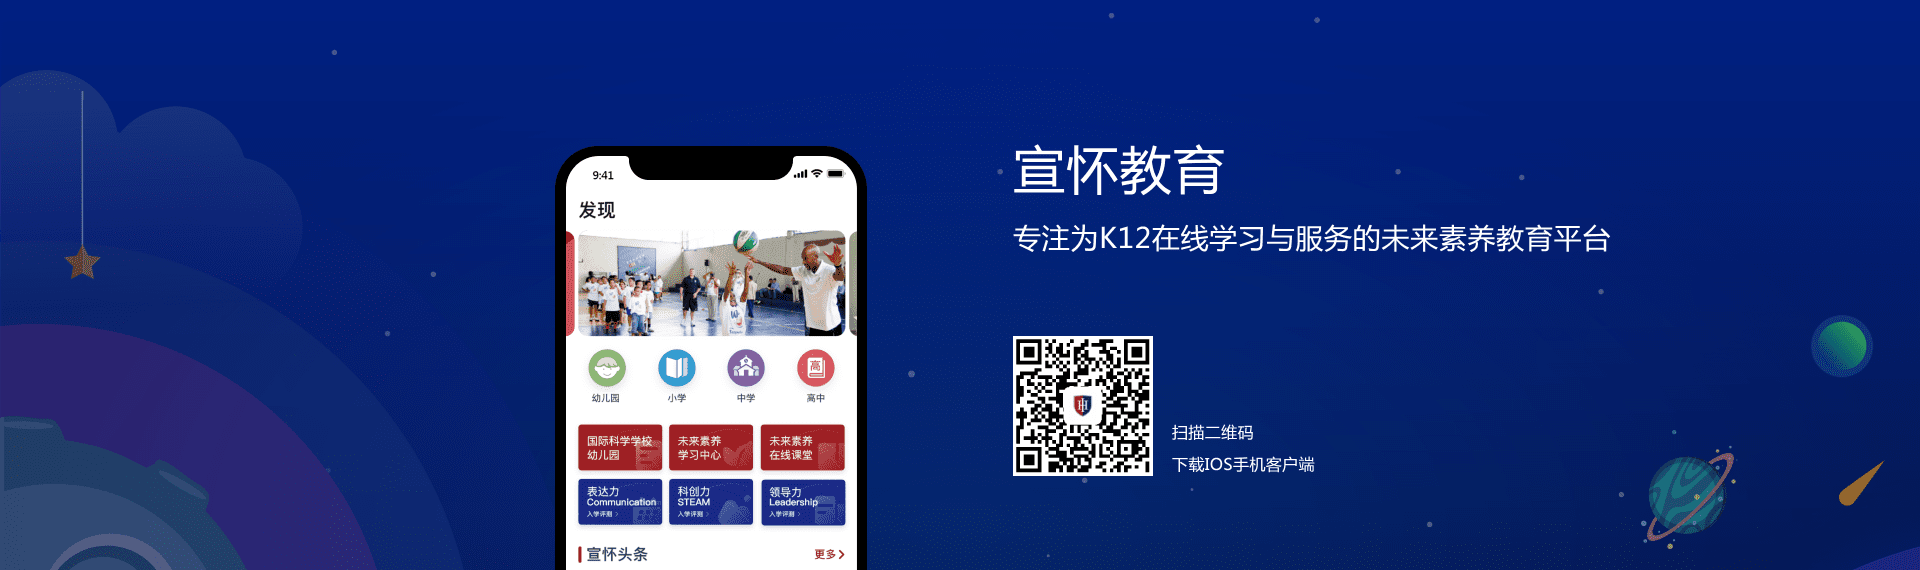 9:41
发现
幼儿园
小学
中学
高中
国际科学学校
幼儿园
未来素养
学习中心
未来素养
在线课堂
表达力
Communication
入学评测 >
科创力
STEAM
入学评测 >
领导力
Leadership
入学评测 >
宣怀头条
更多 >
宣怀教育
专注为K12在线学习与服务的未来素养教育平台
扫描二维码
下载IOS手机客户端